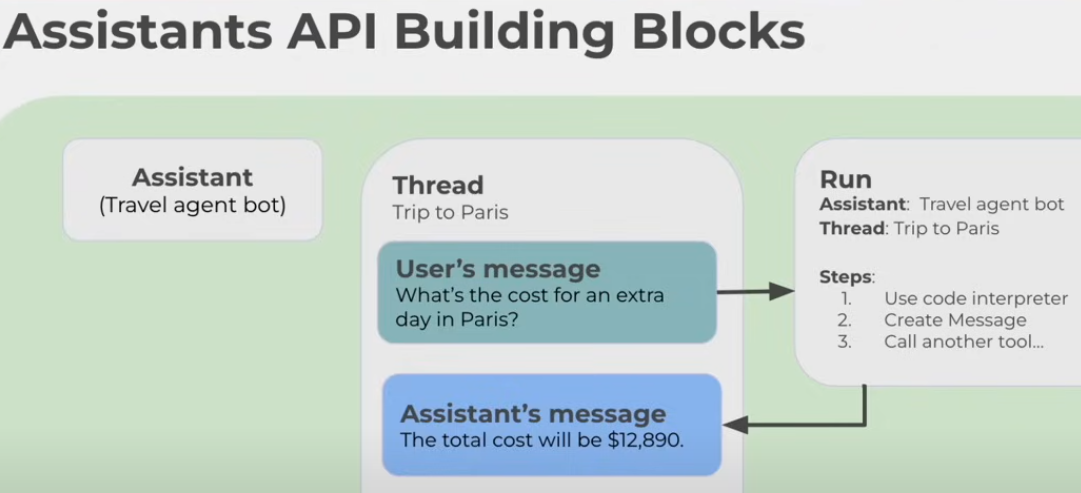 Assistants API Building Blocks
Assistant
(Travel agent bot)
Thread
Trip to Paris
User's message
What's the cost for an extra
day in Paris?
Assistant's message
The total cost will be $12,890.
Run
Assistant: Travel agent bot
Thread: Trip to Paris
Steps:
1. Use code interpreter
2. Create Message
3. Call another tool...